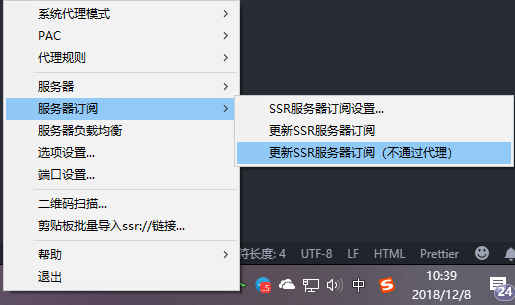 系统代理模式
PAC
代理规则
服务器
服务器订阅
服务器负载均衡
选项设置...
端口设置...
二维码扫描...
剪贴板批量导入ssr://链接...
帮助
退出
SSR服务器订阅设置...
更新SSR服务器订阅
更新SSR服务器订阅（不通过代理）
符长度: 4 UTF-8 LF HTML Prettier
中 S 10:39
2018/12/8 24